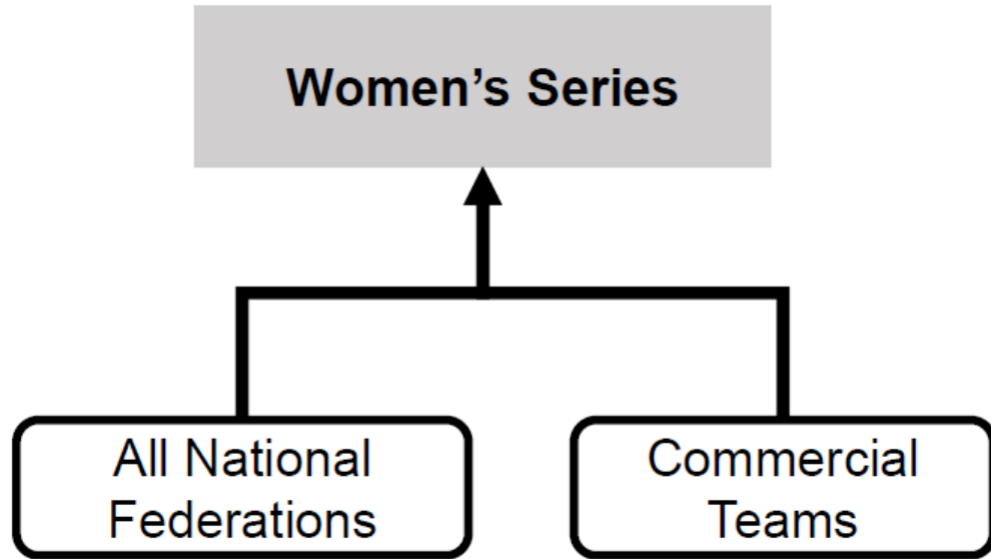 Women’s Series
All National
Federations
Commercial
Teams